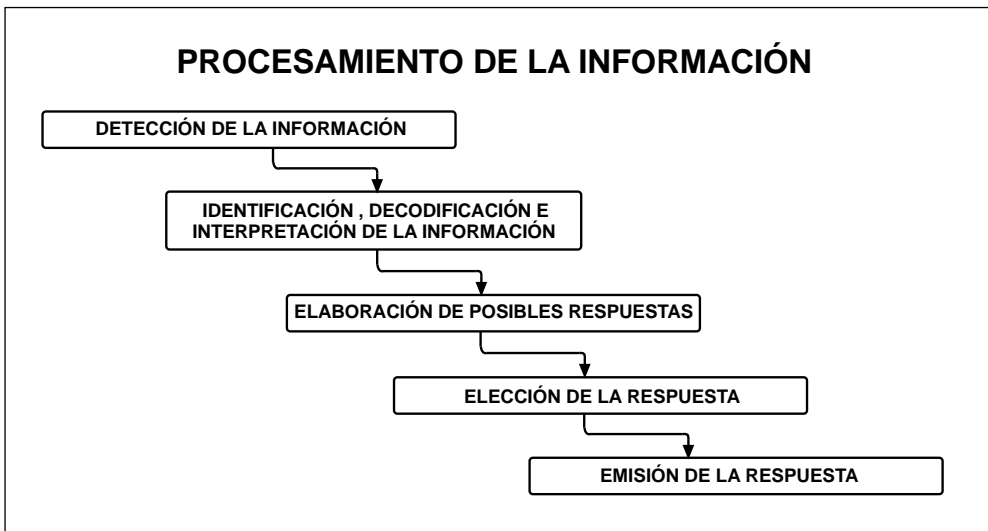 PROCESAMIENTO DE LA INFORMACIÓN
DETECCIÓN DE LA INFORMACIÓN
IDENTIFICACIÓN , DECODIFICACIÓN E
INTERPRETACIÓN DE LA INFORMACIÓN
ELABORACIÓN DE POSIBLES RESPUESTAS
ELECCIÓN DE LA RESPUESTA
EMISIÓN DE LA RESPUESTA